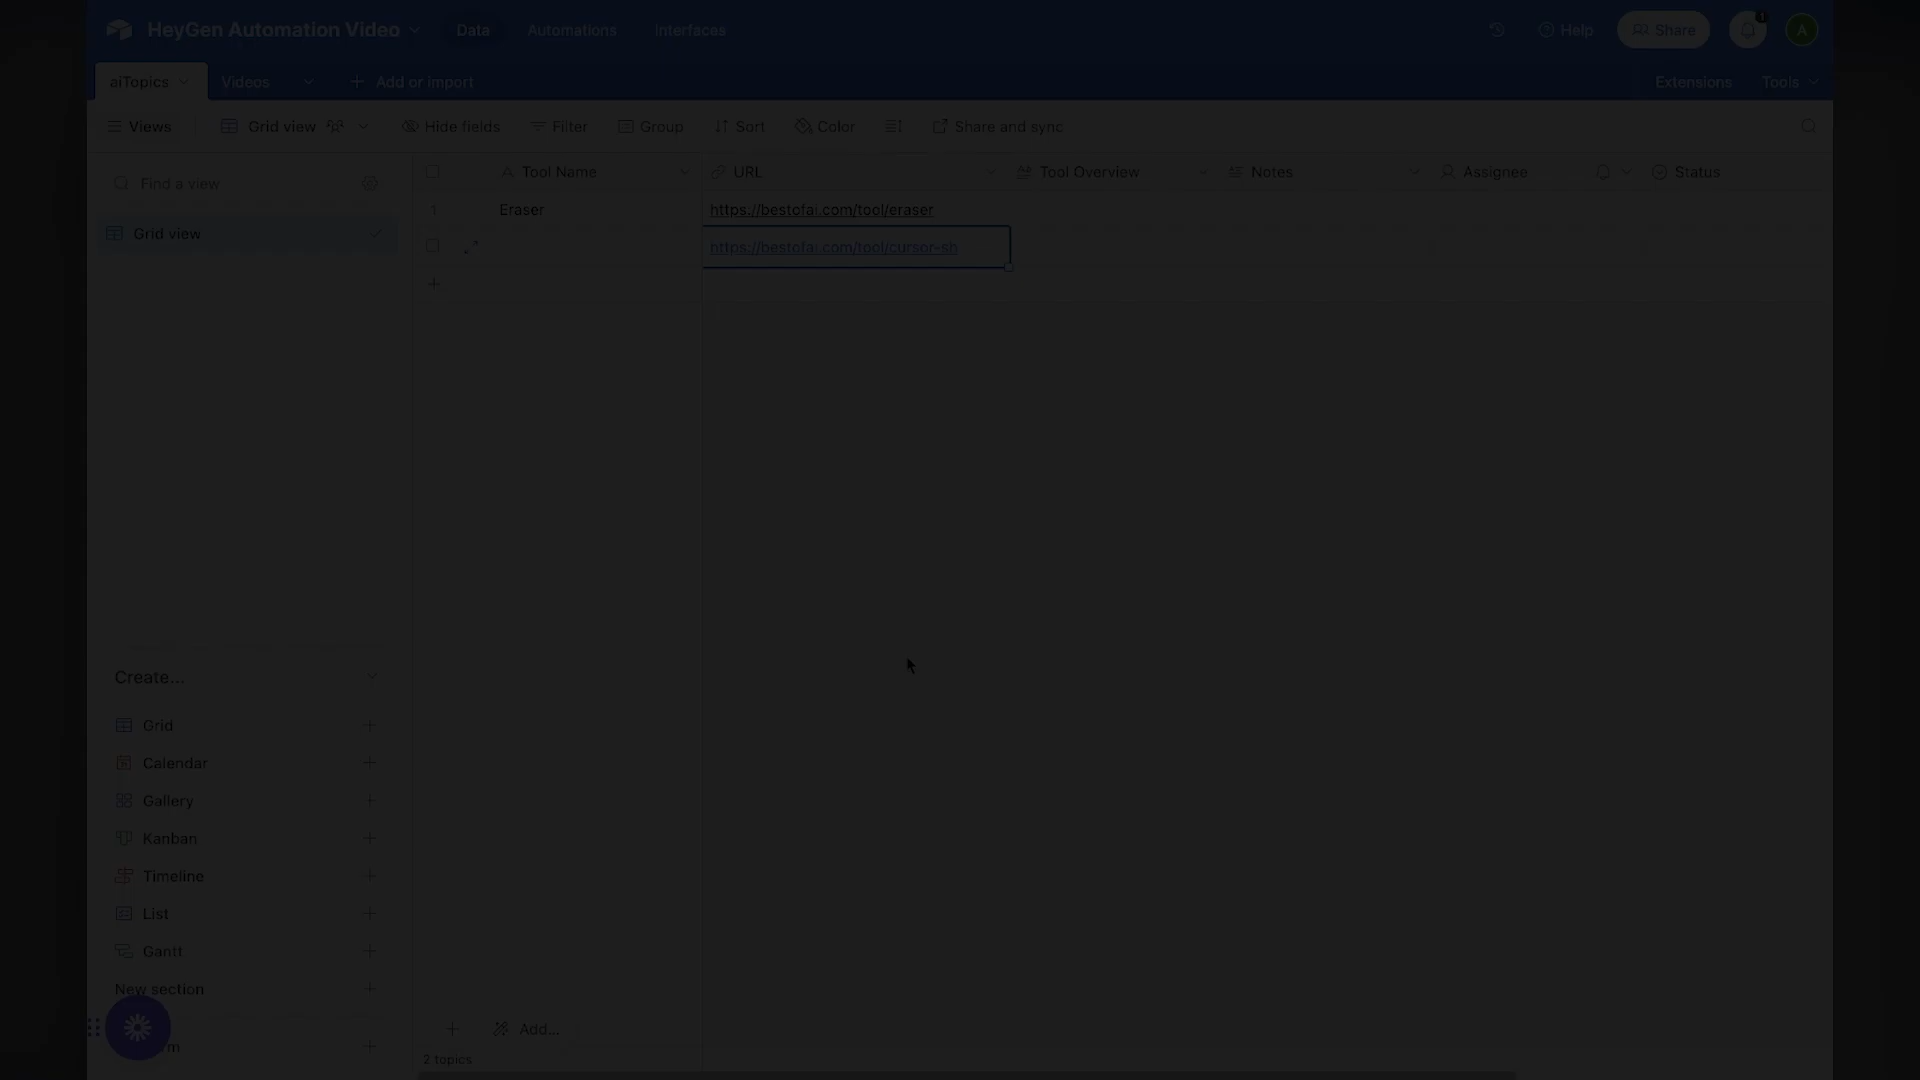 HeyGen Automation Video
Data
Automations
Interfaces
Help
Share
1
A
aiTopics
Videos
Add or import
Extensions
Tools
Views
Grid view
Hide fields
Filter
Group
Sort
Color
Share and sync
Find a view
Grid view
Tool Name
URL
Tool Overview
Notes
Assignee
Status
1
Eraser
https://bestofai.com/tool/eraser
https://bestofai.com/tool/cursor-sh
Create...
Grid
Calendar
Gallery
Kanban
Timeline
List
Gantt
New section
Add...
2 topics